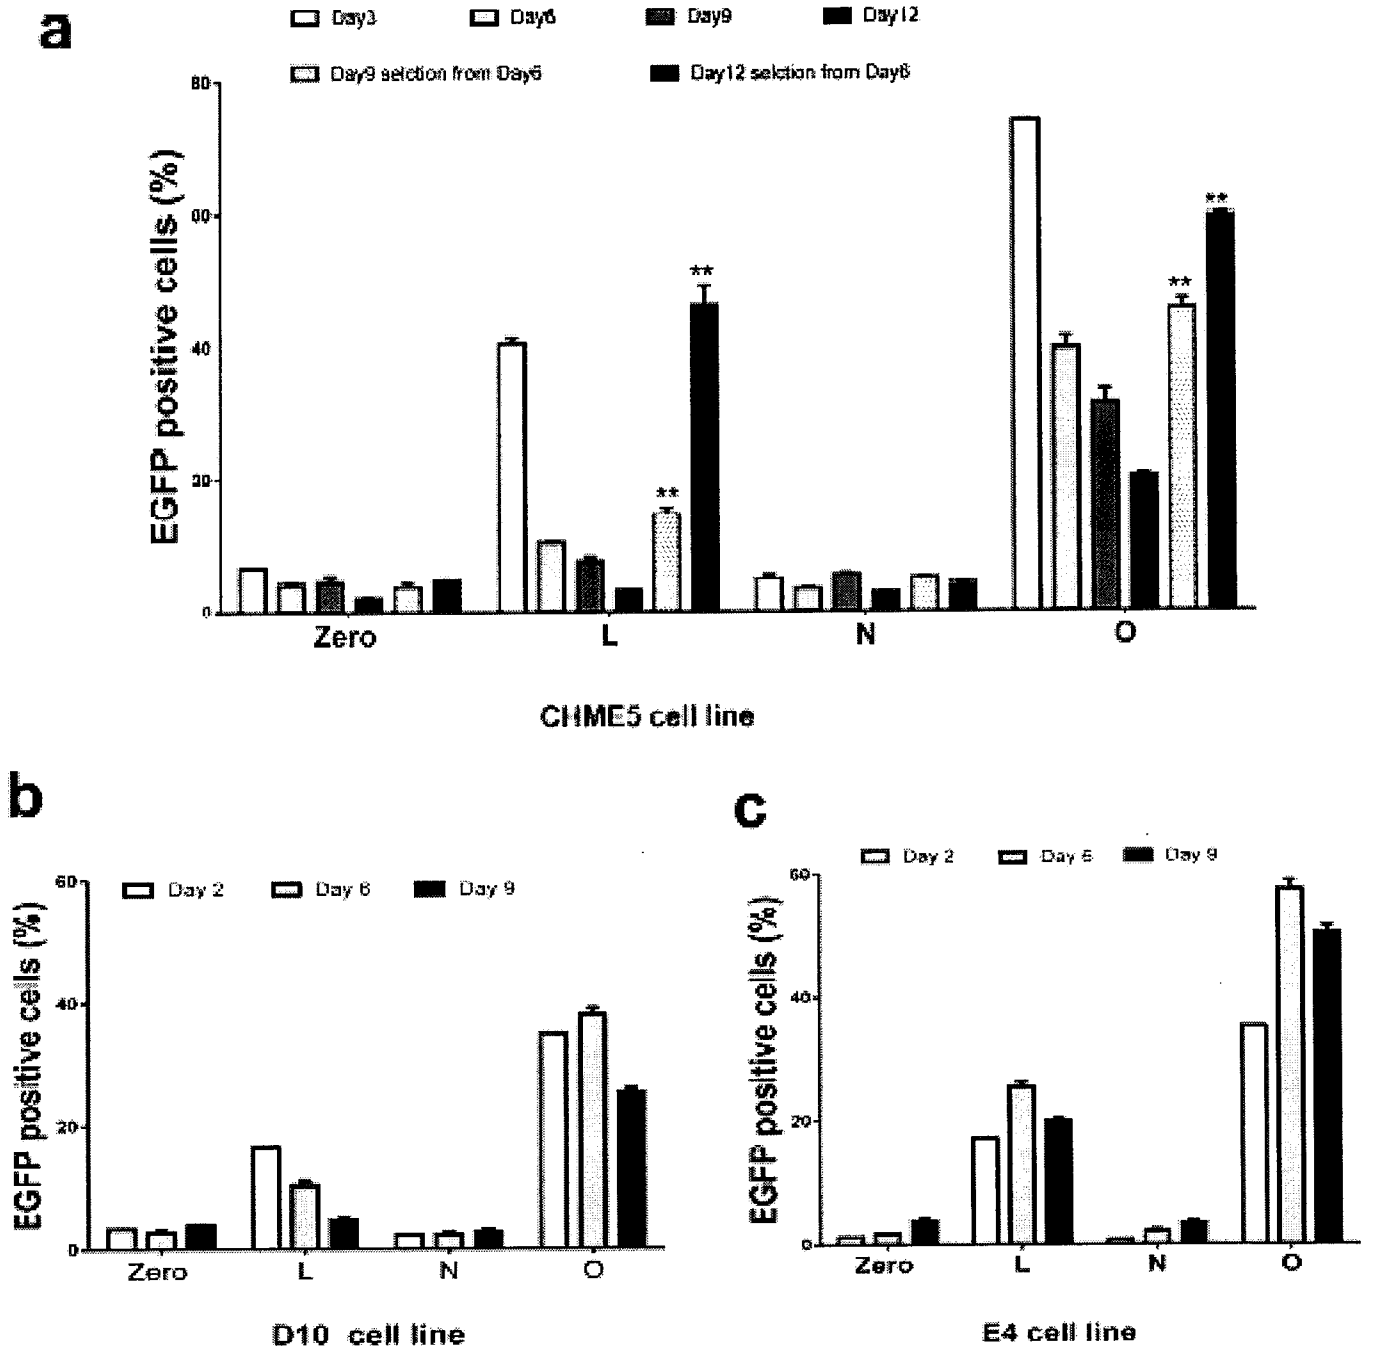 a
Day3 Day6 Day9 Day12
Day9 selction from Day6 Day12 selction from Day6
EGFP positive cells (%)
80
60
40
20
0
** ** ** **
Zero L N O
CHME5 cell line
b
Day 2 Day 6 Day 9
EGFP positive cells (%)
60
40
20
0
Zero L N O
D10 cell line
c
Day 2 Day 6 Day 9
EGFP positive cells (%)
60
40
20
0
Zero L N O
E4 cell line